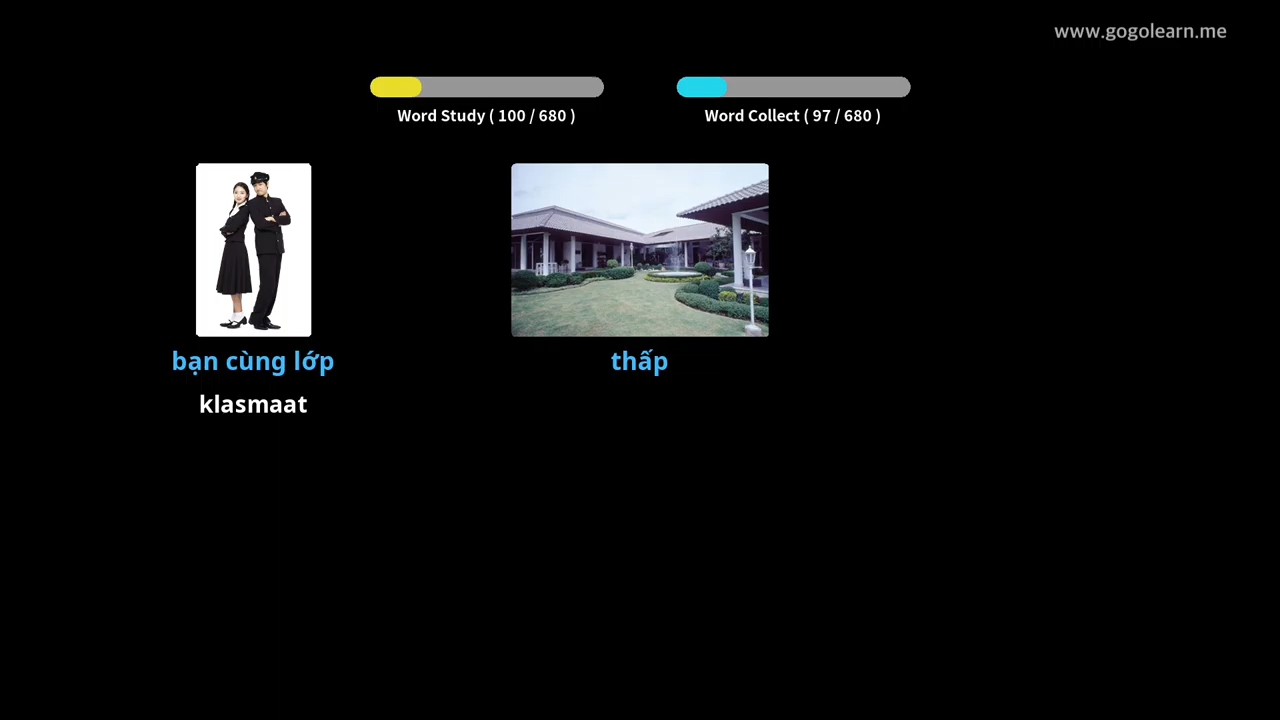 www.gogolearn.me
Word Study ( 100 / 680 )
Word Collect ( 97 / 680 )
bạn cùng lớp
klasmaat
thấp